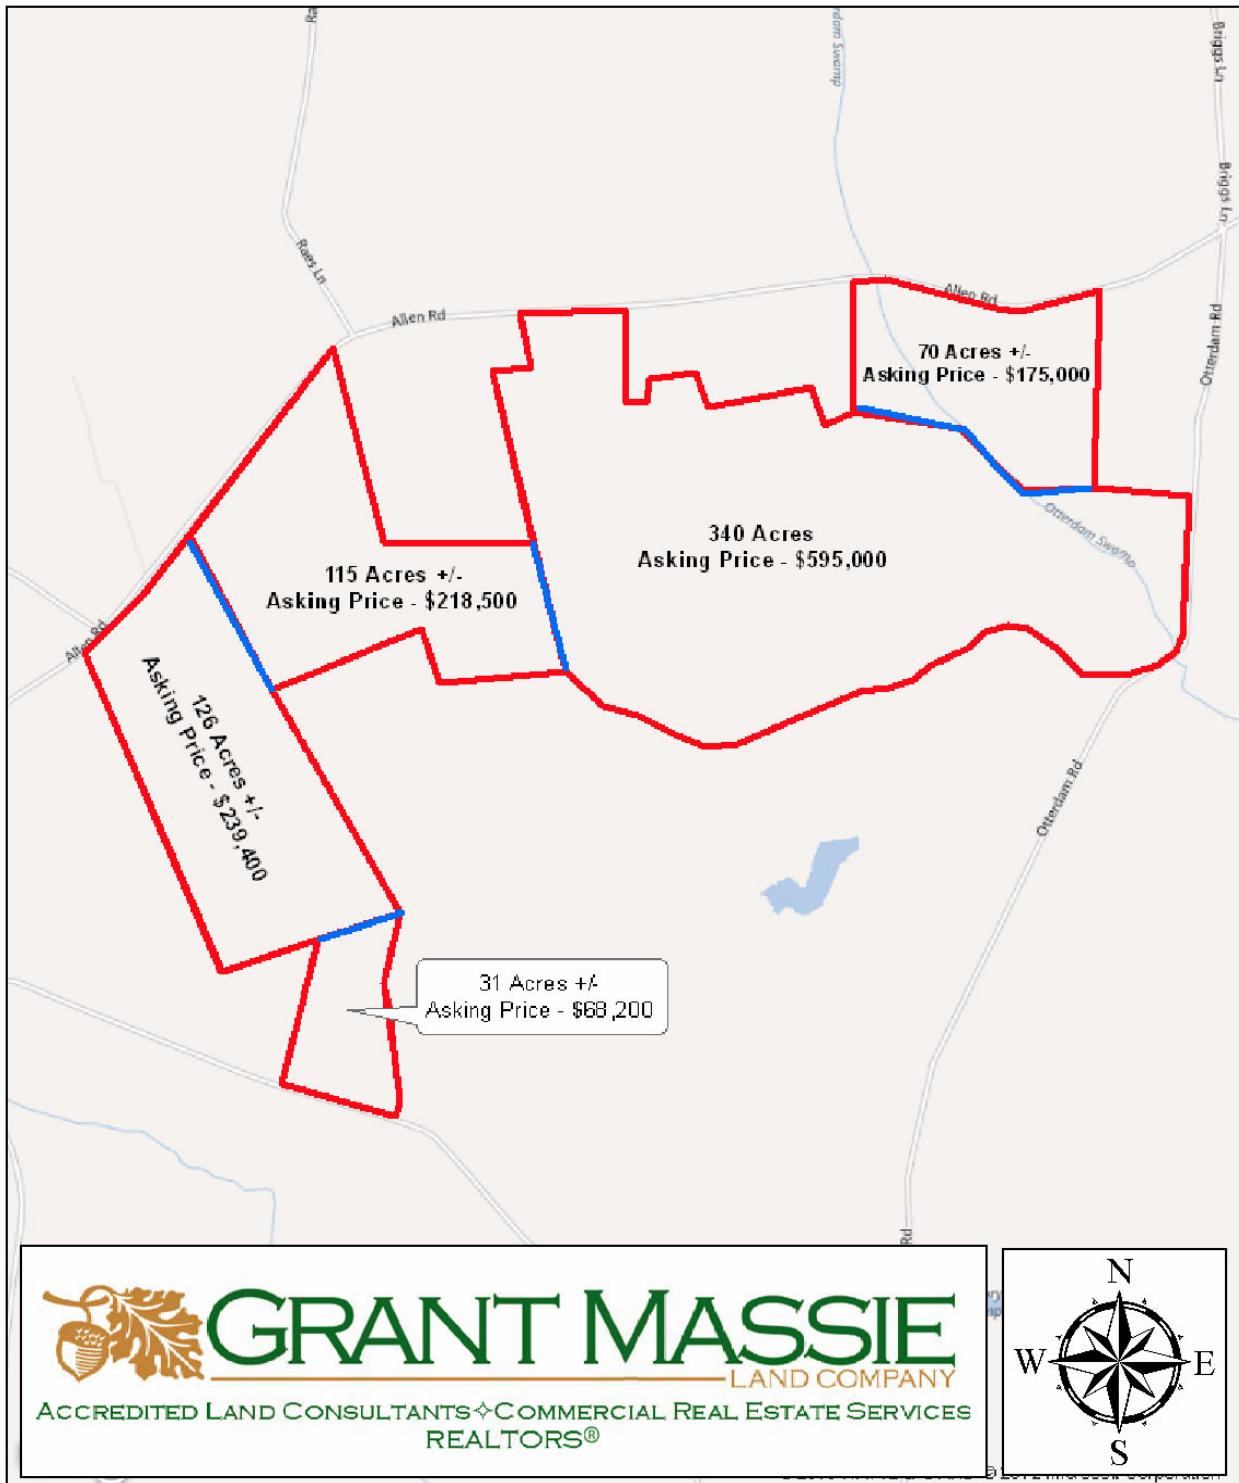 Ra
rdam Swamp
Briggs Ln
Briggs Ln
Raes Ln
Allen Rd
Allen Rd
Otterdam Rd
70 Acres +/-
Asking Price - $175,000
Otterdam Swamp
340 Acres
Asking Price - $595,000
115 Acres +/-
Asking Price - $218,500
Allen Rd
126 Acres +/-
Asking Price - $239,400
Otterdam Rd
31 Acres +/-
Asking Price - $68,200
Rd
GRANT MASSIE
LAND COMPANY
ACCREDITED LAND CONSULTANTS✧COMMERCIAL REAL ESTATE SERVICES
REALTORS®
N
W E
S